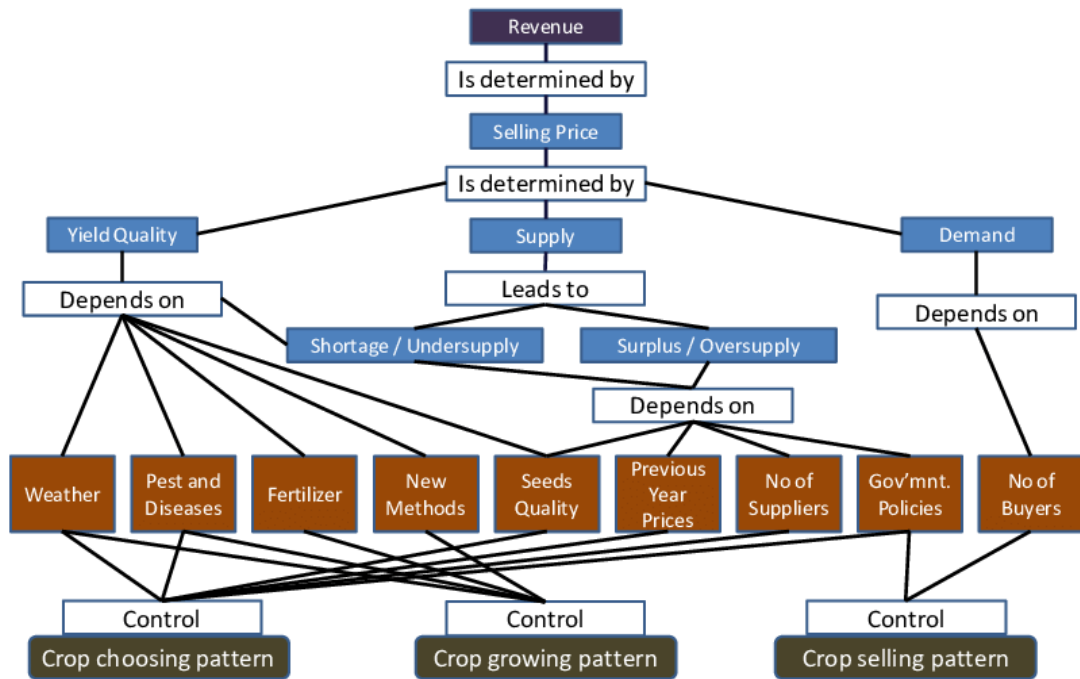 Revenue
Is determined by
Selling Price
Is determined by
Yield Quality
Supply
Demand
Depends on
Leads to
Depends on
Shortage / Undersupply
Surplus / Oversupply
Depends on
Weather
Pest and
Diseases
Fertilizer
New
Methods
Seeds
Quality
Previous
Year
Prices
No of
Suppliers
Gov’mnt.
Policies
No of
Buyers
Control
Control
Control
Crop choosing pattern
Crop growing pattern
Crop selling pattern